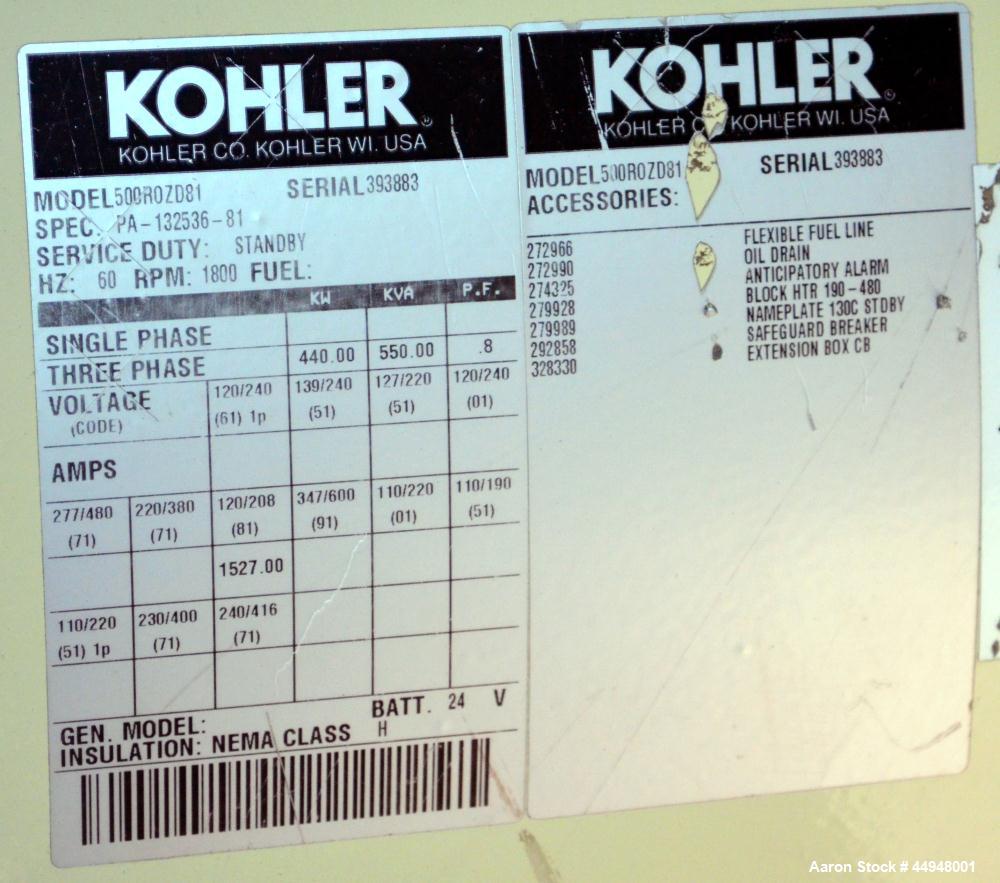 KOHLER®
KOHLER CO. KOHLER WI. USA
MODEL 500ROZD81 SERIAL 393883
SPEC. PA-132536-81
SERVICE DUTY: STANDBY
HZ: 60 RPM: 1800 FUEL:
KW KVA P.F.
SINGLE PHASE
THREE PHASE 440.00 550.00 .8
VOLTAGE 120/240 139/240 127/220 120/240
(CODE) (61) 1p (51) (51) (01)
AMPS
277/480 220/380 120/208 347/600 110/220 110/190
(71) (71) (81) (91) (01) (51)
1527.00
110/220 230/400 240/416
(51) 1p (71) (71)
BATT. 24 V
GEN. MODEL:
INSULATION: NEMA CLASS H
KOHLER®
KOHLER CO. KOHLER WI. USA
MODEL 500ROZD81 SERIAL 393883
ACCESSORIES:
272966 FLEXIBLE FUEL LINE
272990 OIL DRAIN
274325 ANTICIPATORY ALARM
279928 BLOCK HTR 190-480
279989 NAMEPLATE 130C STDBY
292858 SAFEGUARD BREAKER
328330 EXTENSION BOX CB
Aaron Stock # 44948001